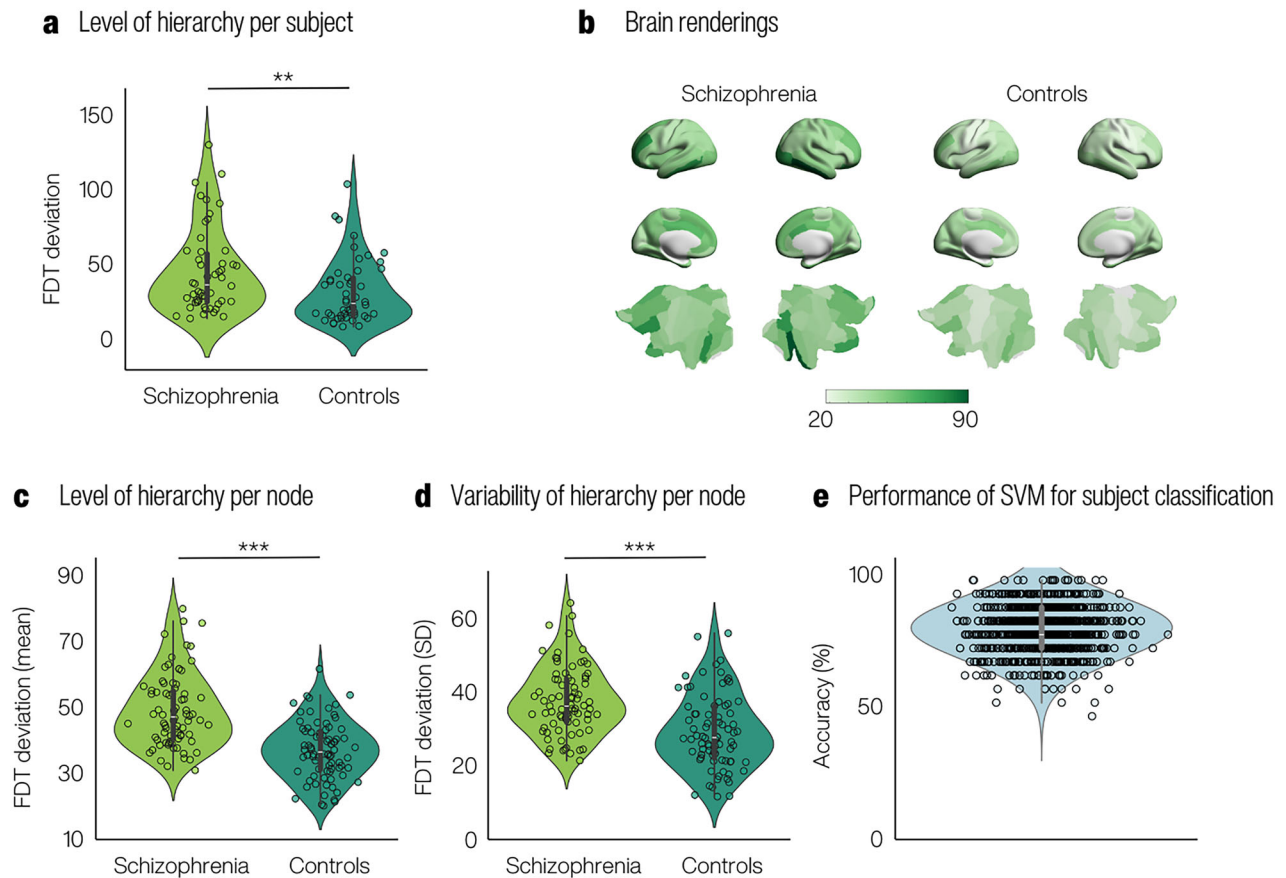 a Level of hierarchy per subject
**
FDT deviation
150
100
50
0
Schizophrenia Controls
b Brain renderings
Schizophrenia Controls
20 90
c Level of hierarchy per node
***
FDT deviation (mean)
90
70
50
30
10
Schizophrenia Controls
d Variability of hierarchy per node
***
FDT deviation (SD)
60
40
20
0
Schizophrenia Controls
e Performance of SVM for subject classification
Accuracy (%)
100
50
0